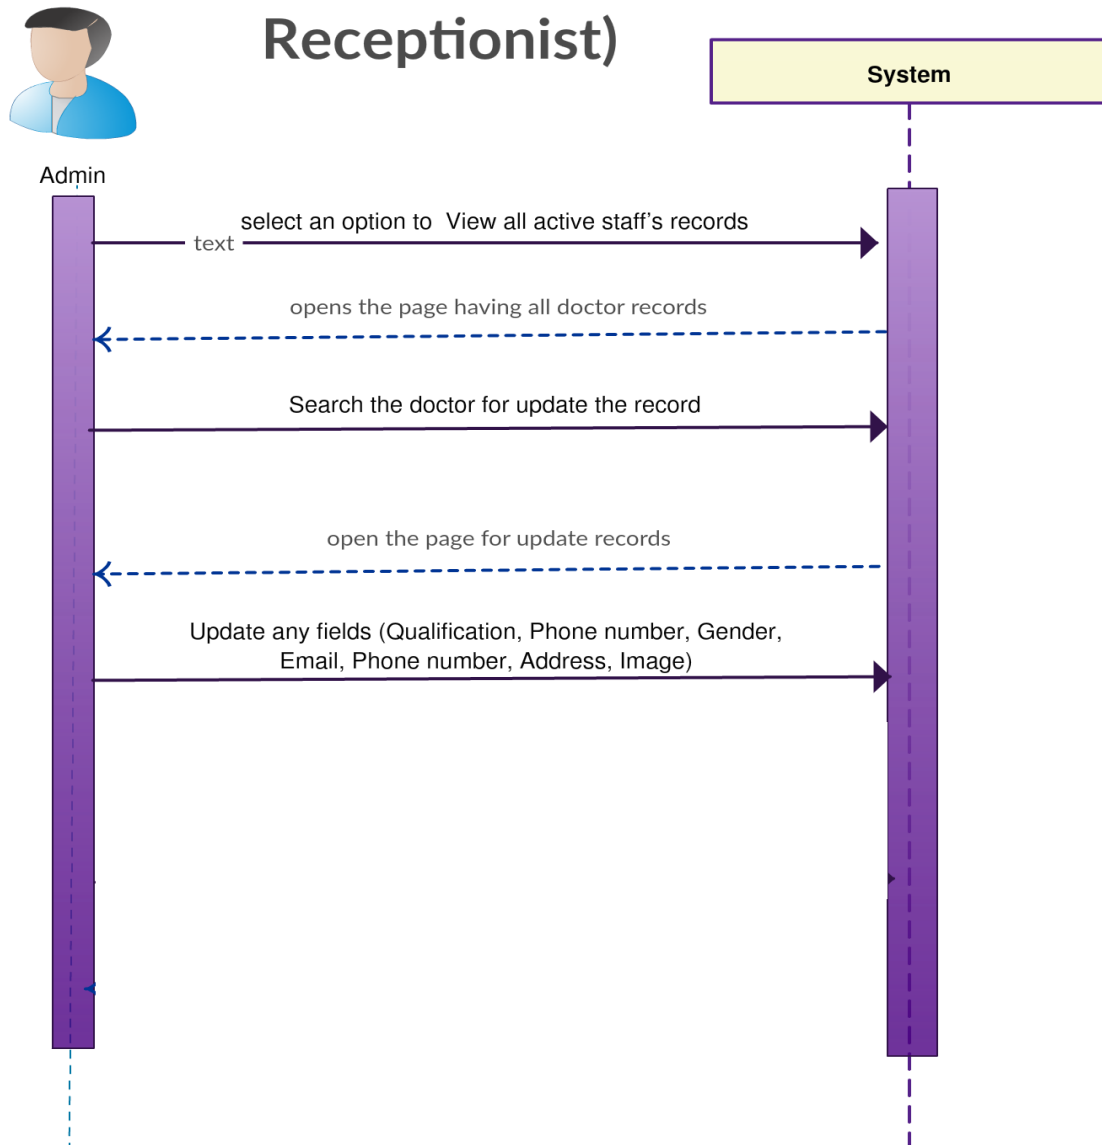 Receptionist)
System
Admin
select an option to  View all active staff's records
text
opens the page having all doctor records
Search the doctor for update the record
open the page for update records
Update any fields (Qualification, Phone number, Gender,
Email, Phone number, Address, Image)